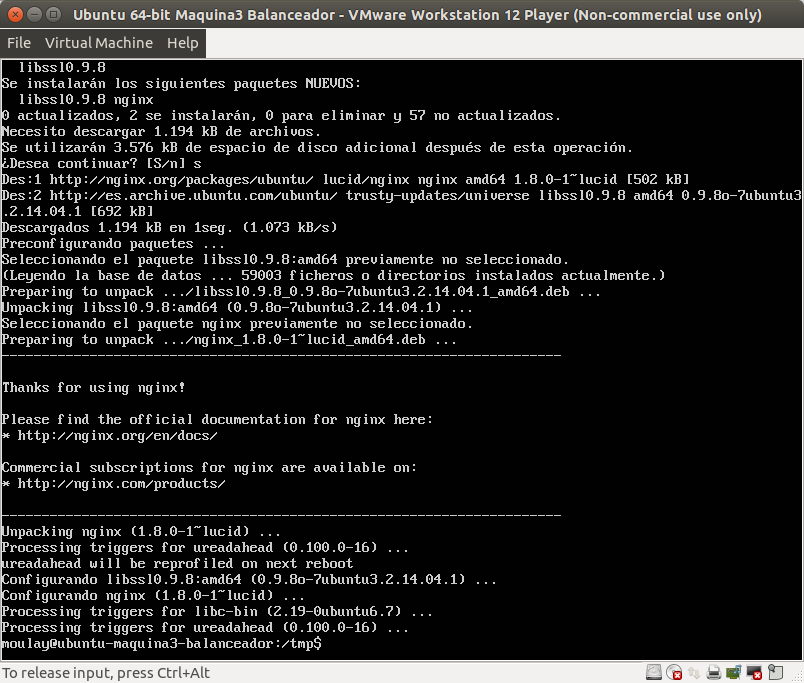 Ubuntu 64-bit Maquina3 Balanceador - VMware Workstation 12 Player (Non-commercial use only)
File Virtual Machine Help
libssl0.9.8
Se instalarán los siguientes paquetes NUEVOS:
libssl0.9.8 nginx
0 actualizados, 2 se instalarán, 0 para eliminar y 57 no actualizados.
Necesito descargar 1.194 kB de archivos.
Se utilizarán 3.576 kB de espacio de disco adicional después de esta operación.
¿Desea continuar? [S/n] s
Des:1 http://nginx.org/packages/ubuntu/ lucid/nginx nginx amd64 1.8.0-1~lucid [502 kB]
Des:2 http://es.archive.ubuntu.com/ubuntu/ trusty-updates/universe libssl0.9.8 amd64 0.9.8o-7ubuntu3
.2.14.04.1 [692 kB]
Descargados 1.194 kB en 1seg. (1.073 kB/s)
Preconfigurando paquetes ...
Seleccionando el paquete libssl0.9.8:amd64 previamente no seleccionado.
(Leyendo la base de datos ... 59003 ficheros o directorios instalados actualmente.)
Preparing to unpack .../libssl0.9.8_0.9.8o-7ubuntu3.2.14.04.1_amd64.deb ...
Unpacking libssl0.9.8:amd64 (0.9.8o-7ubuntu3.2.14.04.1) ...
Seleccionando el paquete nginx previamente no seleccionado.
Preparing to unpack .../nginx_1.8.0-1~lucid_amd64.deb ...
----------------------------------------------------------------------
Thanks for using nginx!
Please find the official documentation for nginx here:
* http://nginx.org/en/docs/
Commercial subscriptions for nginx are available on:
* http://nginx.com/products/
----------------------------------------------------------------------
Unpacking nginx (1.8.0-1~lucid) ...
Processing triggers for ureadahead (0.100.0-16) ...
ureadahead will be reprofiled on next reboot
Configurando libssl0.9.8:amd64 (0.9.8o-7ubuntu3.2.14.04.1) ...
Configurando nginx (1.8.0-1~lucid) ...
Processing triggers for libc-bin (2.19-0ubuntu6.7) ...
Processing triggers for ureadahead (0.100.0-16) ...
moulay@ubuntu-maquina3-balanceador:/tmp$
To release input, press Ctrl+Alt